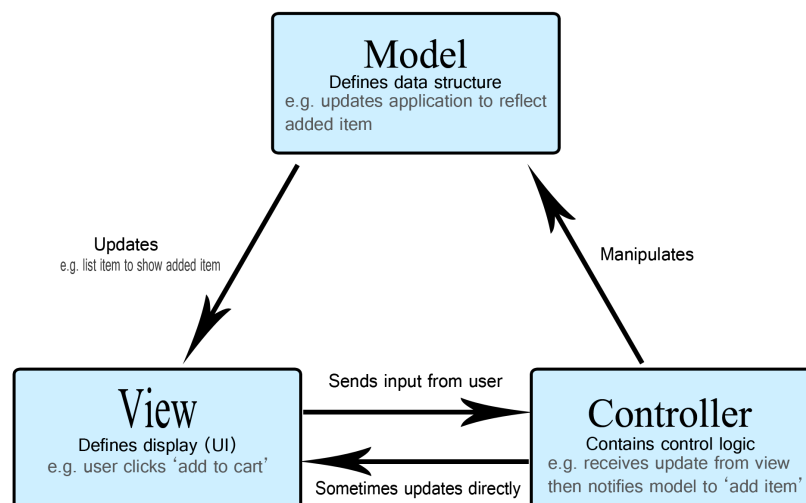 Model
Defines data structure
e.g. updates application to reflect
added item
Updates
e.g. list item to show added item
Manipulates
View
Defines display (UI)
e.g. user clicks ‘add to cart’
Sends input from user
Sometimes updates directly
Controller
Contains control logic
e.g. receives update from view
then notifies model to ‘add item’